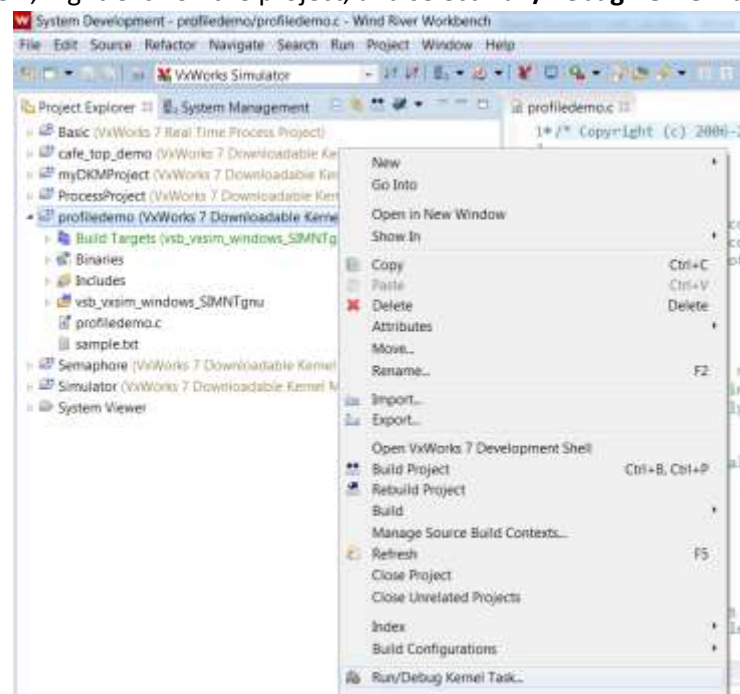 System Development - profiledemo/profiledemo.c - Wind River Workbench
File Edit Source Refactor Navigate Search Run Project Window Help
VxWorks Simulator
Project Explorer System Management profiledemo.c
Basic (VxWorks 7 Real Time Process Project) 1 /* Copyright (c) 2006-
cafe_top_demo (VxWorks 7 Downloadable Ke
myDKMProject (VxWorks 7 Downloadable Ker
ProcessProject (VxWorks 7 Downloadable Ker
profiledemo (VxWorks 7 Downloadable Kerne
Build Targets (vsb_vxsim_windows_SIMNTg
Binaries
Includes
vsb_vxsim_windows_SIMNTgnu
profiledemo.c
sample.txt
Semaphore (VxWorks 7 Downloadable Kernel
Simulator (VxWorks 7 Downloadable Kernel M
System Viewer
New
Go Into
Open in New Window
Show In
Copy Ctrl+C
Paste Ctrl+V
Delete Delete
Attributes
Move...
Rename... F2
Import...
Export...
Open VxWorks 7 Development Shell
Build Project Ctrl+B, Ctrl+P
Rebuild Project
Build
Manage Source Build Contexts...
Refresh F5
Close Project
Close Unrelated Projects
Index
Build Configurations
Run/Debug Kernel Task...